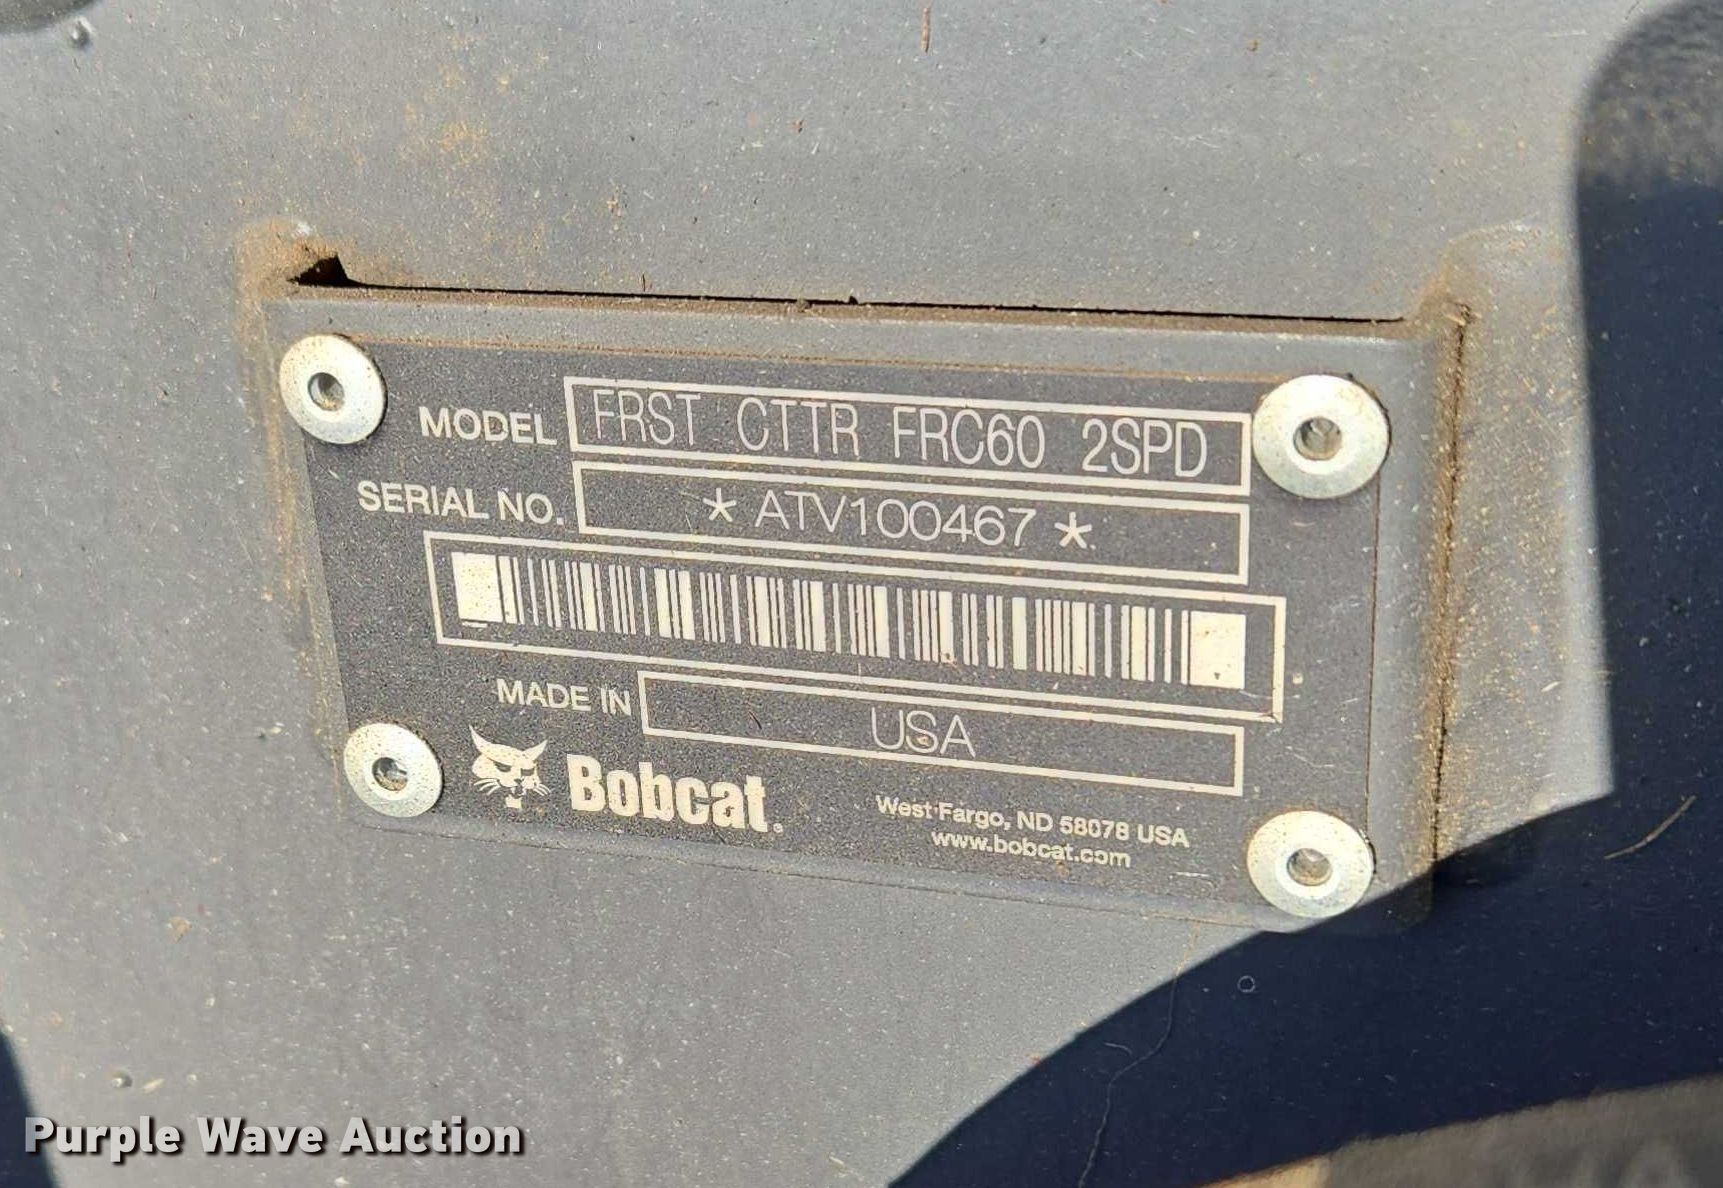 MODEL FRST CTTR FRC60 2SPD
SERIAL NO. *ATV100467*
MADE IN USA
Bobcat®
West Fargo, ND 58078 USA
www.bobcat.com
Purple Wave Auction